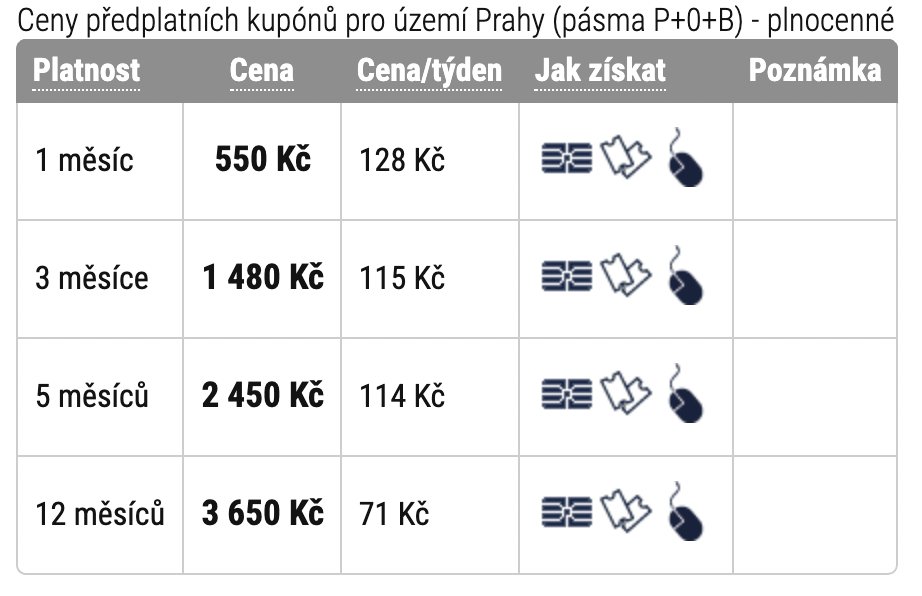 Ceny předplatních kupónů pro území Prahy (pásma P+0+B) - plnocenné
Platnost Cena Cena/týden Jak získat Poznámka
1 měsíc 550 Kč 128 Kč
3 měsíce 1 480 Kč 115 Kč
5 měsíců 2 450 Kč 114 Kč
12 měsíců 3 650 Kč 71 Kč